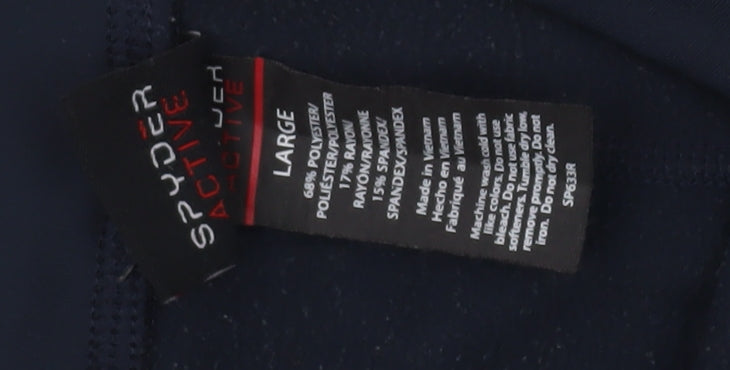 SPYDER
ACTIVE
DER
ACTIVE
LARGE
68% POLYESTER/
POLIÉSTER/POLYESTER
17% RAYON/
RAYÓN/RAYONNE
15% SPANDEX/
SPANDEX/SPANDEX
Made in Vietnam
Hecho en Vietnam
Fabriqué au Vietnam
Machine wash cold with
like colors. Do not use
bleach. Do not use fabric
softeners. Tumble dry low,
remove promptly. Do not
iron. Do not dry clean.
SP633R